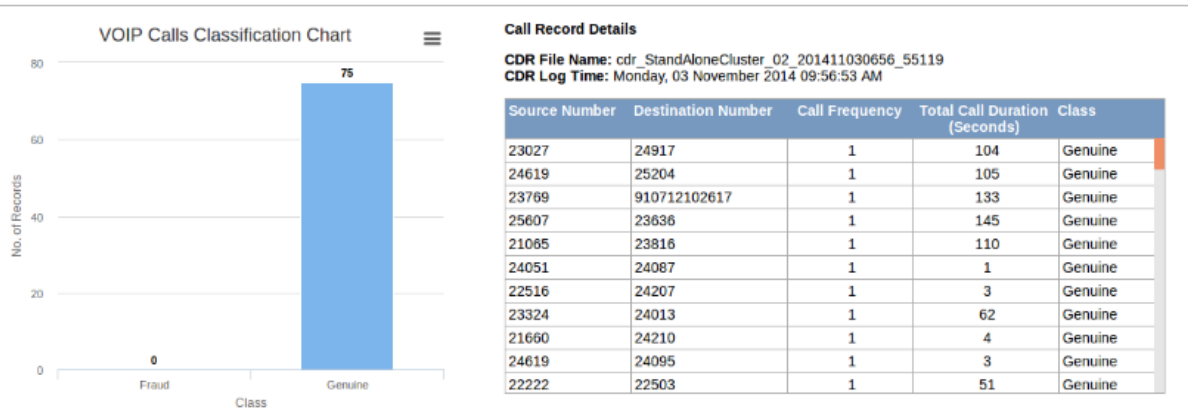 VOIP Calls Classification Chart
80
60
40
20
0
No. of Records
0
75
Fraud Genuine
Class
Call Record Details
CDR File Name: cdr_StandAloneCluster_02_201411030656_55119
CDR Log Time: Monday, 03 November 2014 09:56:53 AM
Source Number Destination Number Call Frequency Total Call Duration (Seconds) Class
23027 24917 1 104 Genuine
24619 25204 1 105 Genuine
23769 910712102617 1 133 Genuine
25607 23636 1 145 Genuine
21065 23816 1 110 Genuine
24051 24087 1 1 Genuine
22516 24207 1 3 Genuine
23324 24013 1 62 Genuine
21660 24210 1 4 Genuine
24619 24095 1 3 Genuine
22222 22503 1 51 Genuine